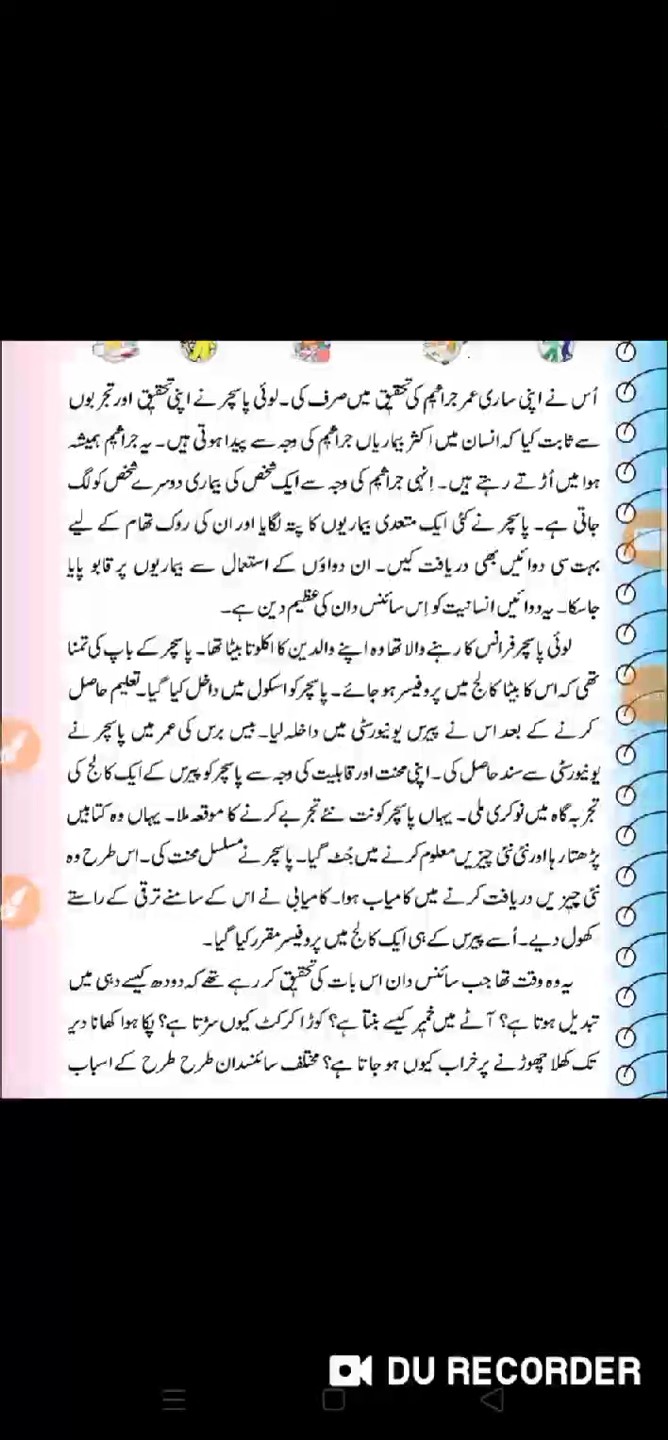 اُس نے اپنی ساری عمر جراثیم کی تحقیق میں صرف کی۔ لوئی پاسچر نے اپنی تحقیق اور تجربوں
سے ثابت کیا کہ انسان میں اکثر بیماریاں جراثیم کی وجہ سے پیدا ہوتی ہیں۔ یہ جراثیم ہمیشہ
ہوا میں اُڑتے رہتے ہیں۔ اِنہی جراثیم کی وجہ سے ایک شخص کی بیماری دوسرے شخص کو لگ
جاتی ہے۔ پاسچر نے کئی ایک متعدی بیماریوں کا پتہ لگایا اور ان کی روک تھام کے لیے
بہت سی دوائیں بھی دریافت کیں۔ ان دواؤں کے استعمال سے بیماریوں پر قابو پایا
جاسکا۔ یہ دوائیں انسانیت کو اِس سائنس دان کی عظیم دین ہے۔
لوئی پاسچر فرانس کا رہنے والا تھا وہ اپنے والدین کا اکلوتا بیٹا تھا۔ پاسچر کے باپ کی تمنا
تھی کہ اس کا بیٹا کالج میں پروفیسر ہو جائے۔ پاسچر کو اسکول میں داخل کیا گیا۔ تعلیم حاصل
کرنے کے بعد اس نے پیرس یونیورسٹی میں داخلہ لیا۔ بیس برس کی عمر میں پاسچر نے
یونیورسٹی سے سند حاصل کی۔ اپنی محنت اور قابلیت کی وجہ سے پاسچر کو پیرس کے ایک کالج کی
تجربہ گاہ میں نوکری ملی۔ یہاں پاسچر کو نت نئے تجربے کرنے کا موقعہ ملا۔ یہاں وہ کتابیں
پڑھتا رہا اور نئی نئی چیزیں معلوم کرنے میں جُٹ گیا۔ پاسچر نے مسلسل محنت کی۔ اس طرح وہ
نئی چیزیں دریافت کرنے میں کامیاب ہوا۔ کامیابی نے اس کے سامنے ترقی کے راستے
کھول دیے۔ اُسے پیرس کے ہی ایک کالج میں پروفیسر مقرر کیا گیا۔
یہ وہ وقت تھا جب سائنس دان اس بات کی تحقیق کر رہے تھے کہ دودھ کیسے دہی میں
تبدیل ہوتا ہے؟ آٹے میں خمیر کیسے بنتا ہے؟ کوڑا کرکٹ کیوں سڑتا ہے؟ پکا ہوا کھانا دیر
تک کھلا چھوڑنے پر خراب کیوں ہو جاتا ہے؟ مختلف سائنسدان طرح طرح کے اسباب
DU RECORDER